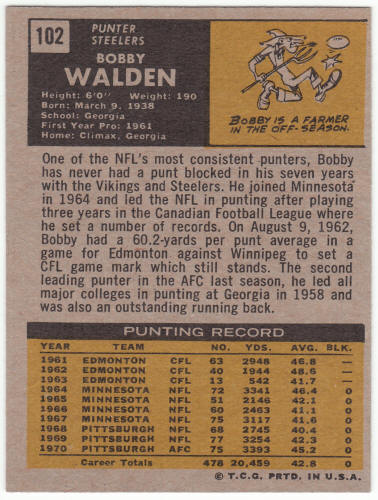 102
PUNTER
STEELERS
BOBBY
WALDEN
Height: 6'0" Weight: 190
Born: March 9, 1938
School: Georgia
First Year Pro: 1961
Home: Climax, Georgia
BOBBY IS A FARMER
IN THE OFF-SEASON.
One of the NFL's most consistent punters, Bobby
has never had a punt blocked in his seven years
with the Vikings and Steelers. He joined Minnesota
in 1964 and led the NFL in punting after playing
three years in the Canadian Football League where
he set a number of records. On August 9, 1962,
Bobby had a 60.2-yards per punt average in a
game for Edmonton against Winnipeg to set a
CFL game mark which still stands. The second
leading punter in the AFC last season, he led all
major colleges in punting at Georgia in 1958 and
was also an outstanding running back.
PUNTING RECORD
YEAR TEAM NO. YDS. AVG. BLK.
1961 EDMONTON CFL 63 2948 46.8 —
1962 EDMONTON CFL 40 1944 48.6 —
1963 EDMONTON CFL 13 542 41.7 —
1964 MINNESOTA NFL 72 3341 46.4 0
1965 MINNESOTA NFL 51 2146 42.1 0
1966 MINNESOTA NFL 60 2463 41.1 0
1967 MINNESOTA NFL 75 3117 41.6 0
1968 PITTSBURGH NFL 68 2745 40.4 0
1969 PITTSBURGH NFL 77 3254 42.3 0
1970 PITTSBURGH AFC 75 3393 45.2 0
Career Totals 478 20,459 42.8 0
© T.C.G. PRTD. IN U.S.A.